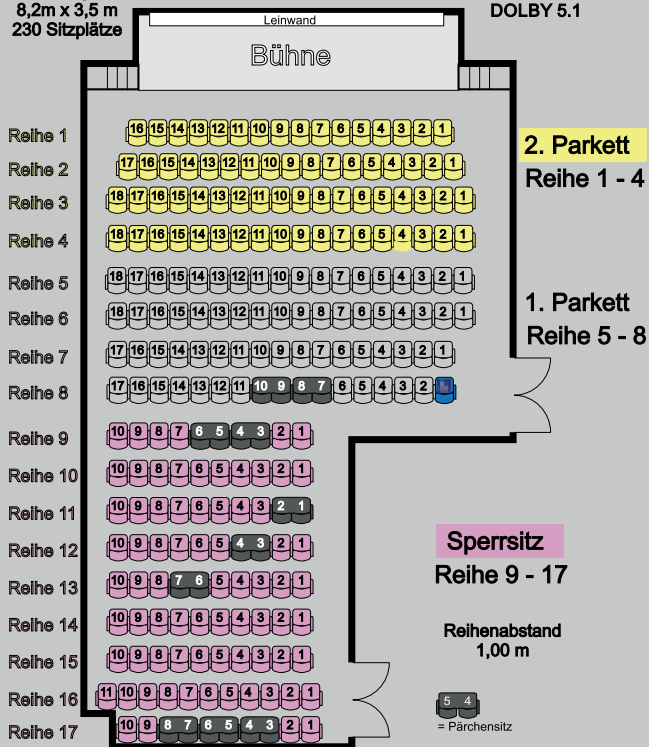 8,2m x 3,5 m
230 Sitzplätze
Leinwand
DOLBY 5.1
Bühne
Reihe 1 16 15 14 13 12 11 10 9 8 7 6 5 4 3 2 1
Reihe 2 17 16 15 14 13 12 11 10 9 8 7 6 5 4 3 2 1
Reihe 3 18 17 16 15 14 13 12 11 10 9 8 7 6 5 4 3 2 1
Reihe 4 18 17 16 15 14 13 12 11 10 9 8 7 6 5 4 3 2 1
2. Parkett
Reihe 1 - 4
Reihe 5 18 17 16 15 14 13 12 11 10 9 8 7 6 5 4 3 2 1
Reihe 6 18 17 16 15 14 13 12 11 10 9 8 7 6 5 4 3 2 1
Reihe 7 17 16 15 14 13 12 11 10 9 8 7 6 5 4 3 2 1
Reihe 8 17 16 15 14 13 12 11 10 9 8 7 6 5 4 3 2
1. Parkett
Reihe 5 - 8
Reihe 9 10 9 8 7 6 5 4 3 2 1
Reihe 10 10 9 8 7 6 5 4 3 2 1
Reihe 11 10 9 8 7 6 5 4 3 2 1
Reihe 12 10 9 8 7 6 5 4 3 2 1
Reihe 13 10 9 8 7 6 5 4 3 2 1
Reihe 14 10 9 8 7 6 5 4 3 2 1
Reihe 15 10 9 8 7 6 5 4 3 2 1
Reihe 16 11 10 9 8 7 6 5 4 3 2 1
Reihe 17 10 9 8 7 6 5 4 3 2 1
Sperrsitz
Reihe 9 - 17
Reihenabstand
1,00 m
5 4
= Pärchensitz